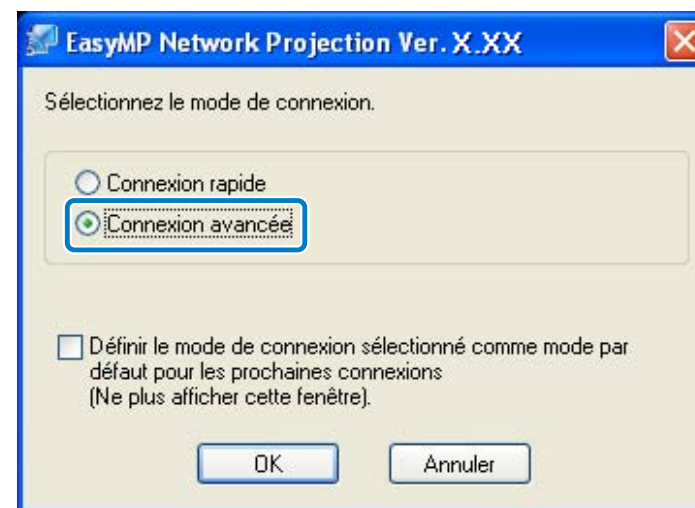 EasyMP Network Projection Ver. X.XX
Sélectionnez le mode de connexion.
Connexion rapide
Connexion avancée
Définir le mode de connexion sélectionné comme mode par
défaut pour les prochaines connexions
(Ne plus afficher cette fenêtre).
OK
Annuler